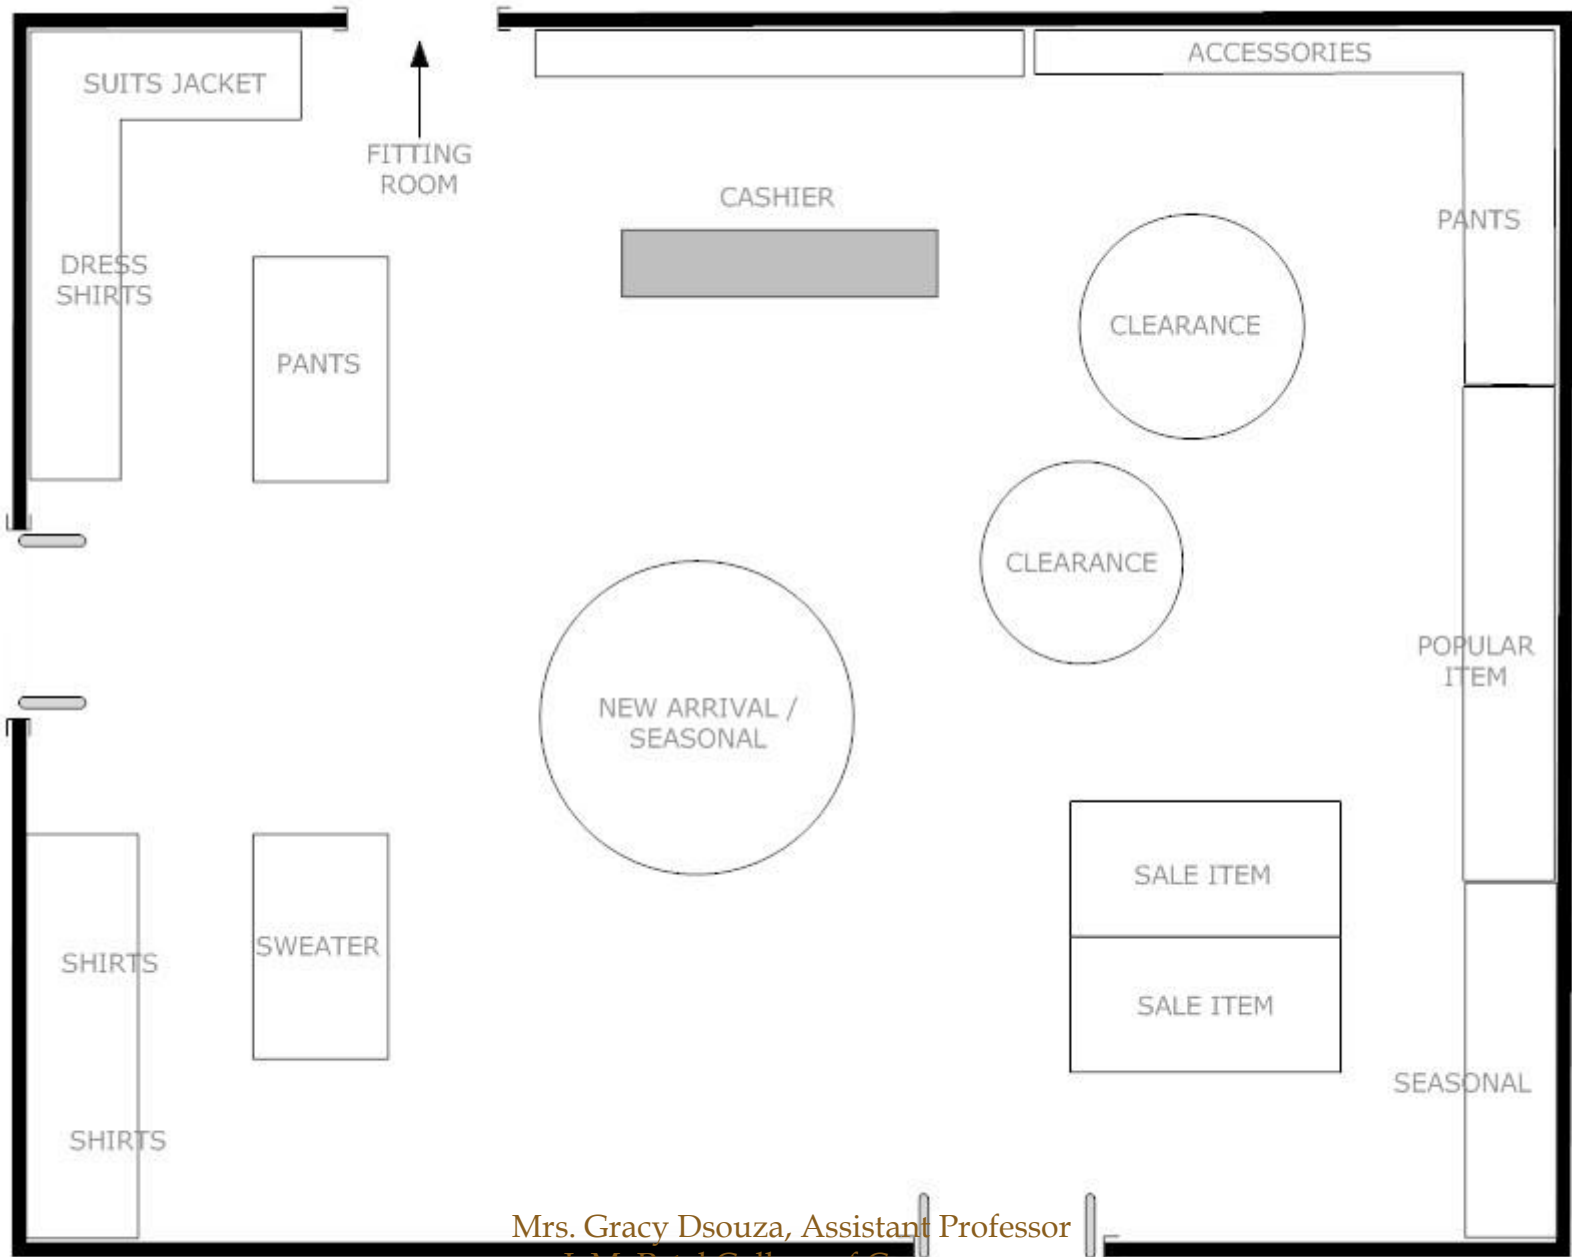 SUITS JACKET
ACCESSORIES
FITTING
ROOM
CASHIER
PANTS
DRESS
SHIRTS
CLEARANCE
PANTS
CLEARANCE
POPULAR
ITEM
NEW ARRIVAL /
SEASONAL
SALE ITEM
SWEATER
SHIRTS
SALE ITEM
SEASONAL
SHIRTS
Mrs. Gracy Dsouza, Assistant Professor